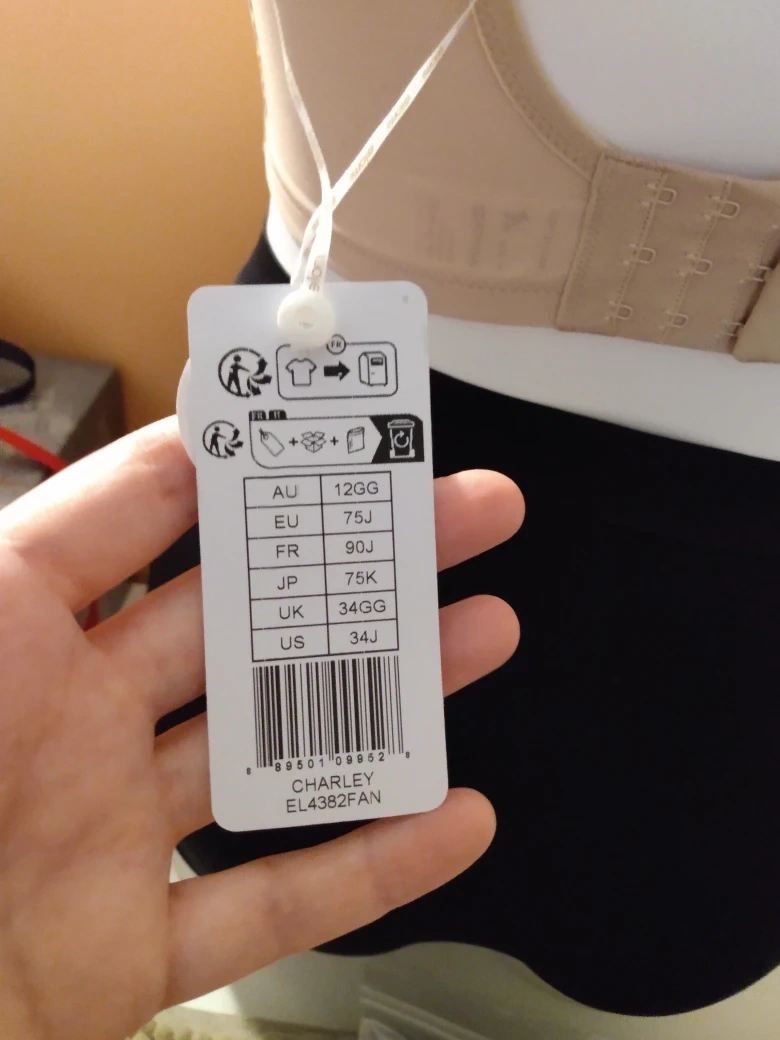 FR
FR IT
AU 12GG
EU 75J
FR 90J
JP 75K
UK 34GG
US 34J
8 89501 09952 8
CHARLEY
EL4382FAN